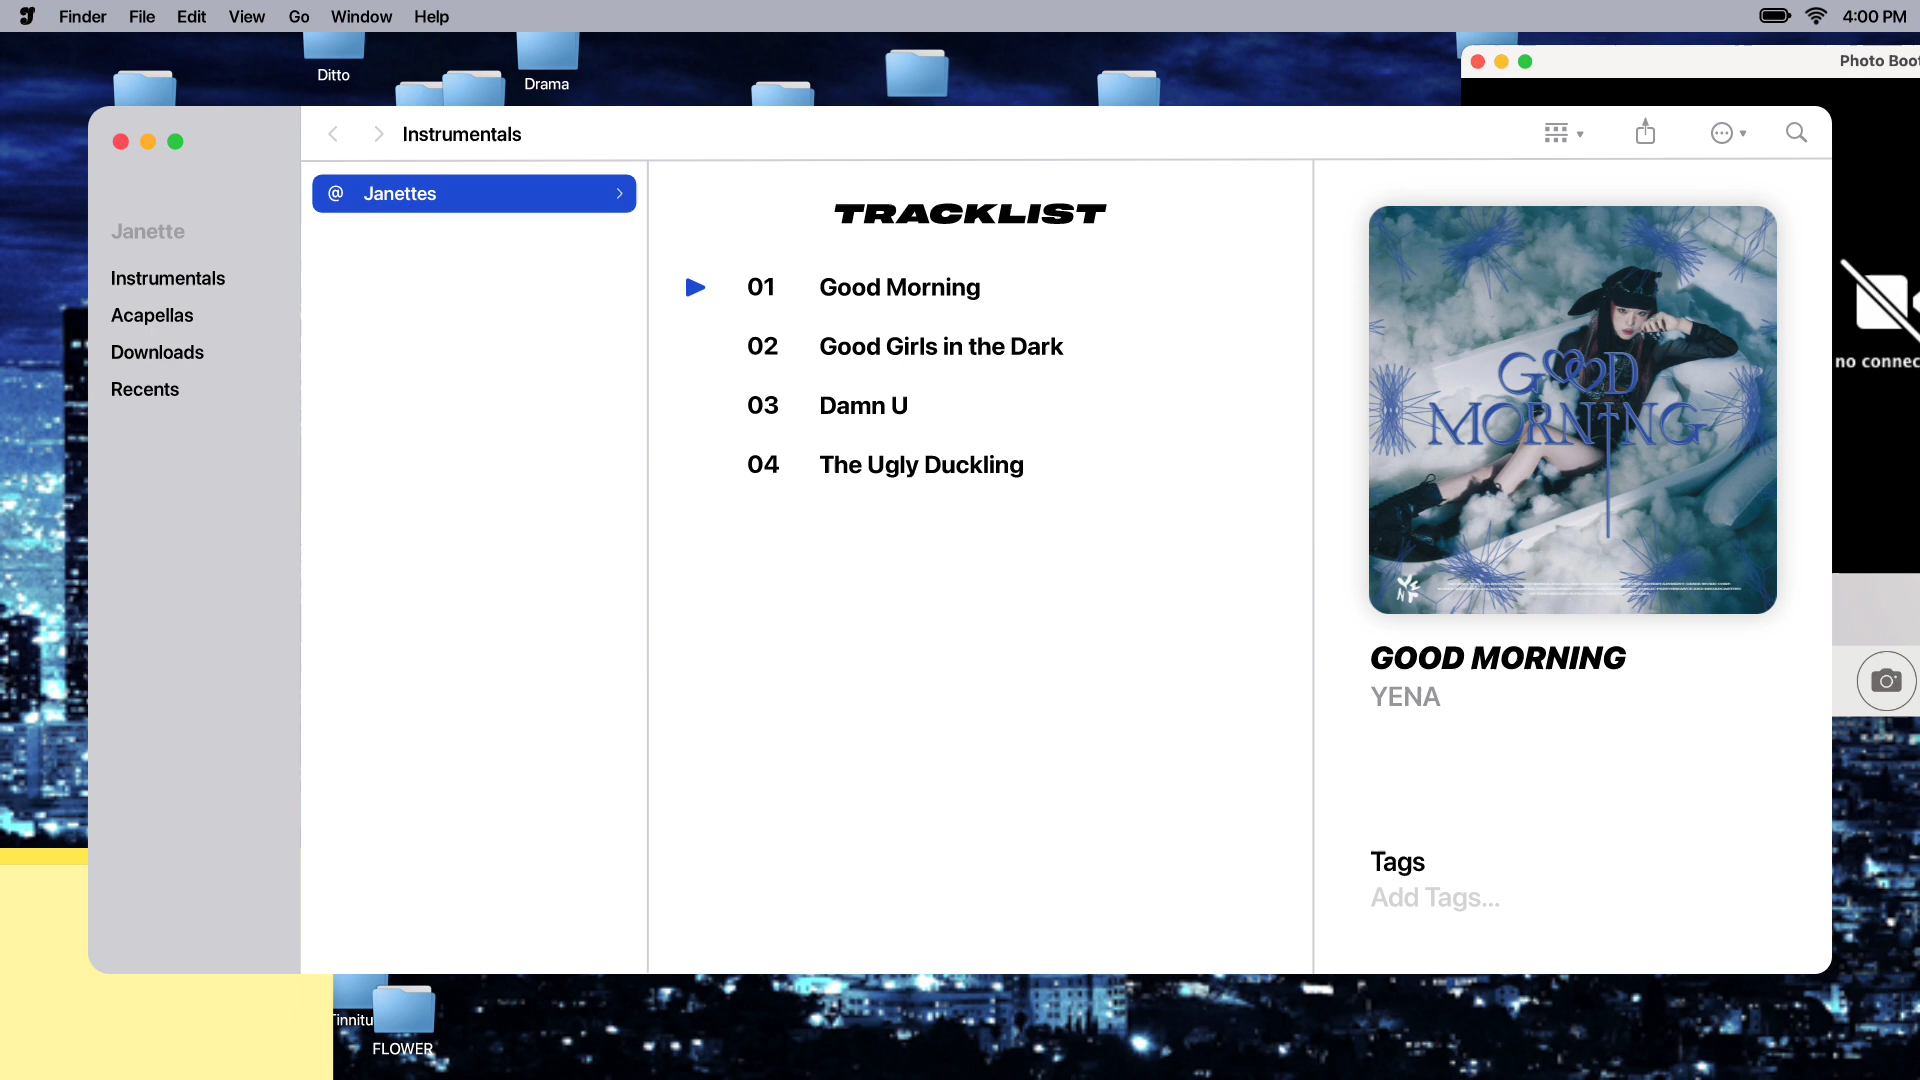 Finder File Edit View Go Window Help
4:00 PM
Ditto
Drama
Photo Boot
Instrumentals
Janette
Instrumentals
Acapellas
Downloads
Recents
@ Janettes
TRACKLIST
01 Good Morning
02 Good Girls in the Dark
03 Damn U
04 The Ugly Duckling
GOOD
MORNING
GOOD MORNING
YENA
Tags
Add Tags...
no connec
Tinnitu
FLOWER